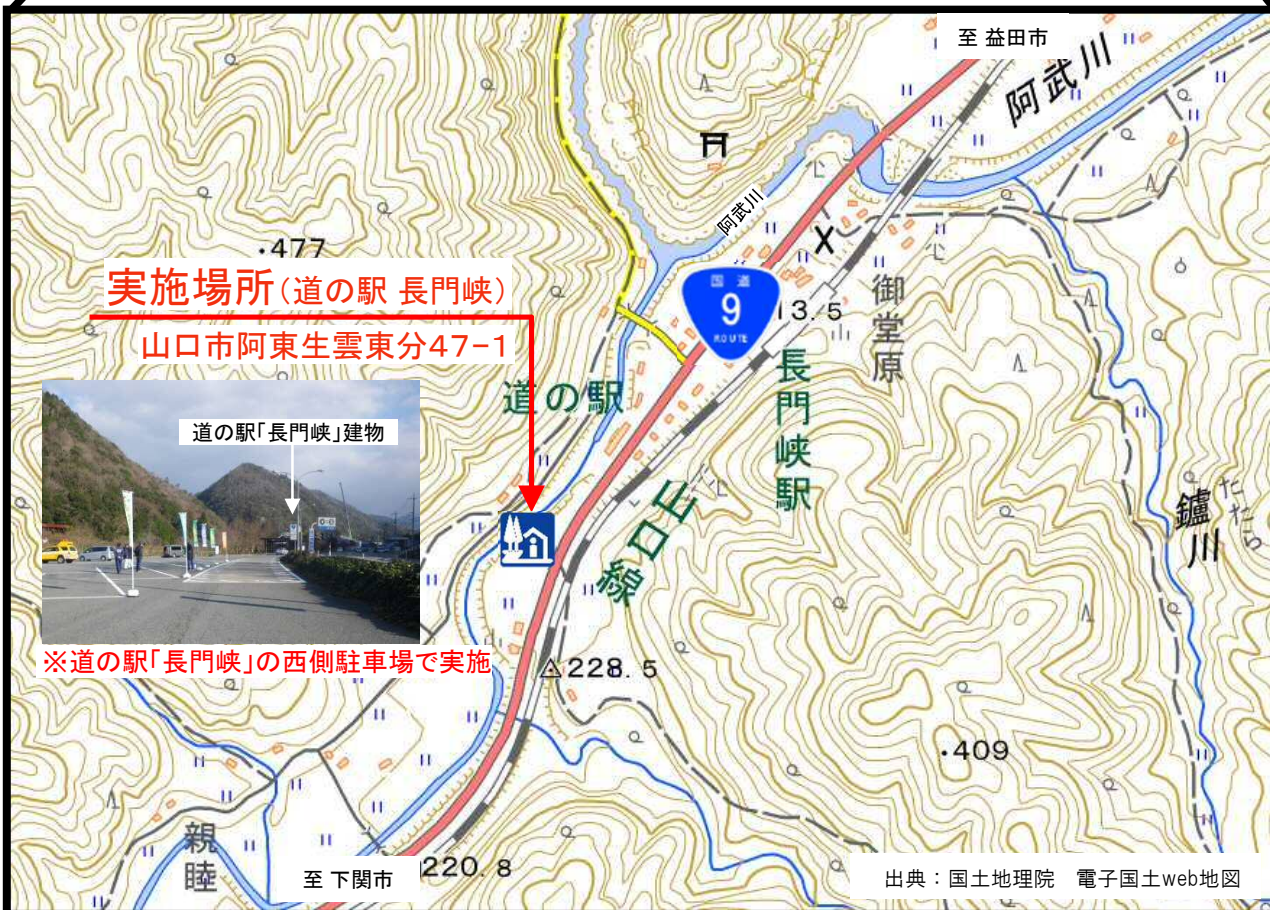 至 益田市
阿武川
阿武川
・477
実施場所(道の駅 長門峡)
山口市阿東生雲東分47-1
国道
9
ROUTE
13.5
御堂原
道の駅
長門峡駅
道の駅「長門峡」建物
山口線
鑪川
たたら
※道の駅「長門峡」の西側駐車場で実施
228.5
・409
親睦
至 下関市
220.8
出典：国土地理院 電子国土web地図